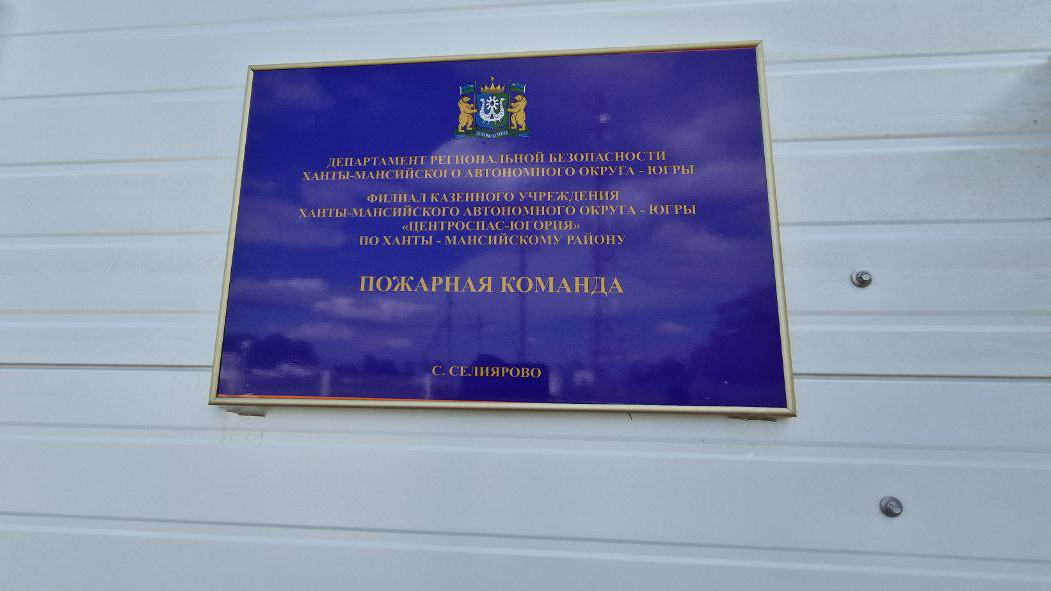 ДЕПАРТАМЕНТ РЕГИОНАЛЬНОЙ БЕЗОПАСНОСТИ
ХАНТЫ-МАНСИЙСКОГО АВТОНОМНОГО ОКРУГА - ЮГРЫ
ФИЛИАЛ КАЗЕННОГО УЧРЕЖДЕНИЯ
ХАНТЫ-МАНСИЙСКОГО АВТОНОМНОГО ОКРУГА - ЮГРЫ
«ЦЕНТРОСПАС-ЮГОРИЯ»
ПО ХАНТЫ - МАНСИЙСКОМУ РАЙОНУ
ПОЖАРНАЯ КОМАНДА
С. СЕЛИЯРОВО